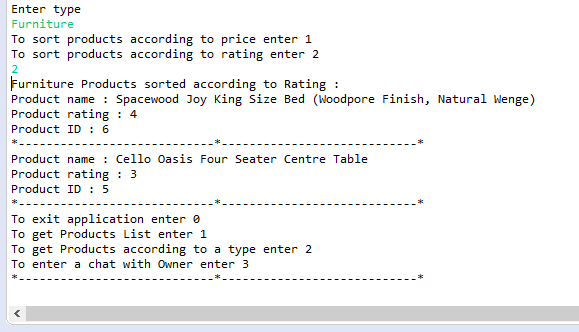 Enter type
Furniture
To sort products according to price enter 1
To sort products according to rating enter 2
2
Furniture Products sorted according to Rating :
Product name : Spacewood Joy King Size Bed (Woodpore Finish, Natural Wenge)
Product rating : 4
Product ID : 6
*---------------------------*---------------------------*
Product name : Cello Oasis Four Seater Centre Table
Product rating : 3
Product ID : 5
*---------------------------*---------------------------*
To exit application enter 0
To get Products List enter 1
To get Products according to a type enter 2
To enter a chat with Owner enter 3
*---------------------------*---------------------------*